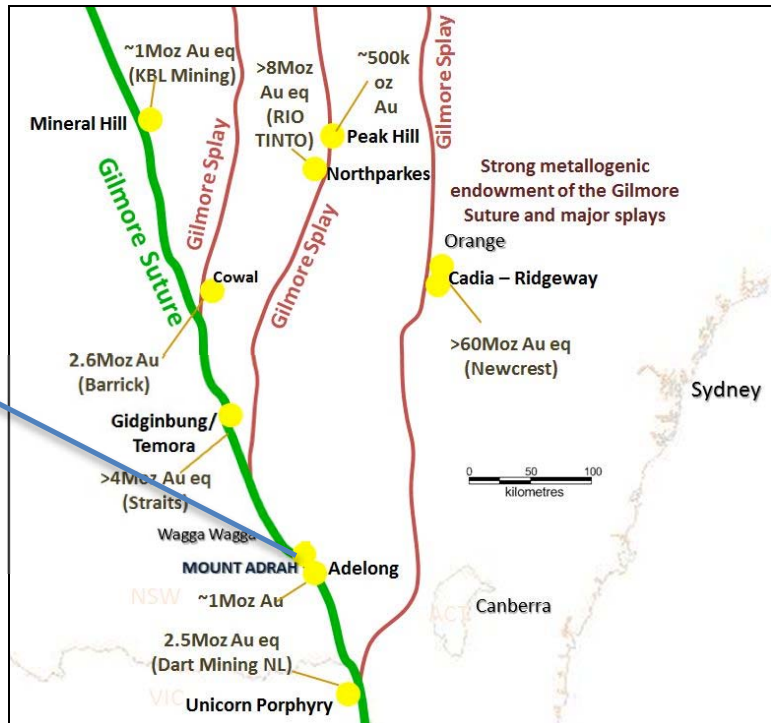 ~1Moz Au eq
(KBL Mining)
Mineral Hill
>8Moz
Au eq
(RIO
TINTO)
~500k
oz
Au
Peak Hill
Northparkes
Gilmore Splay
Gilmore Splay
Gilmore Splay
Gilmore Suture
Strong metallogenic
endowment of the Gilmore
Suture and major splays
Orange
Cadia – Ridgeway
>60Moz Au eq
(Newcrest)
Cowal
2.6Moz Au
(Barrick)
Sydney
Gidginbung/
Temora
>4Moz Au eq
(Straits)
0 50 100
kilometres
Wagga Wagga
MOUNT ADRAH
Adelong
~1Moz Au
NSW
Canberra
ACT
2.5Moz Au eq
(Dart Mining NL)
VIC
Unicorn Porphyry